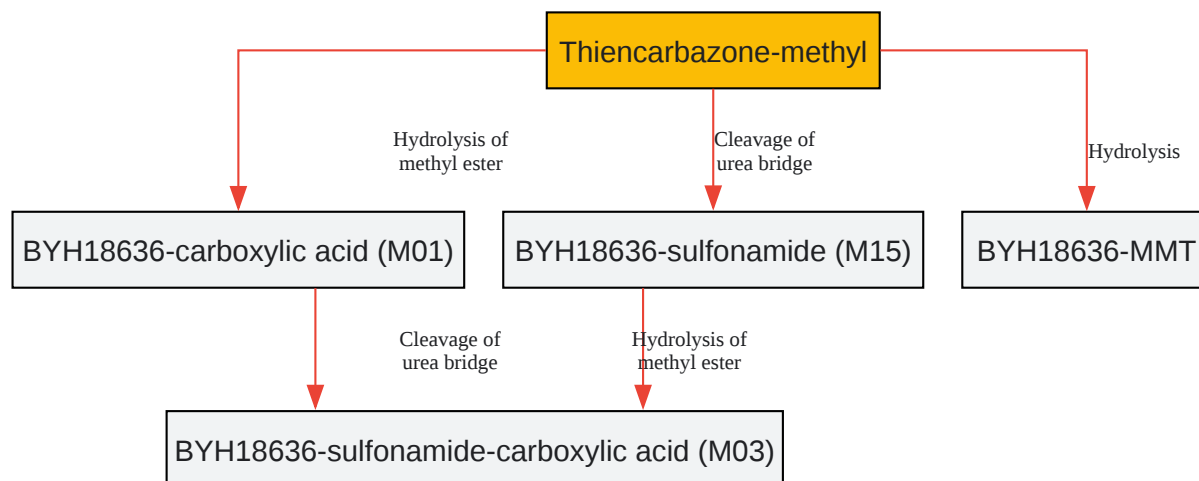 Thiencarbazone-methyl
Hydrolysis of
methyl ester
Cleavage of
urea bridge
Hydrolysis
BYH18636-carboxylic acid (M01)
BYH18636-sulfonamide (M15)
BYH18636-MMT
Cleavage of
urea bridge
Hydrolysis of
methyl ester
BYH18636-sulfonamide-carboxylic acid (M03)